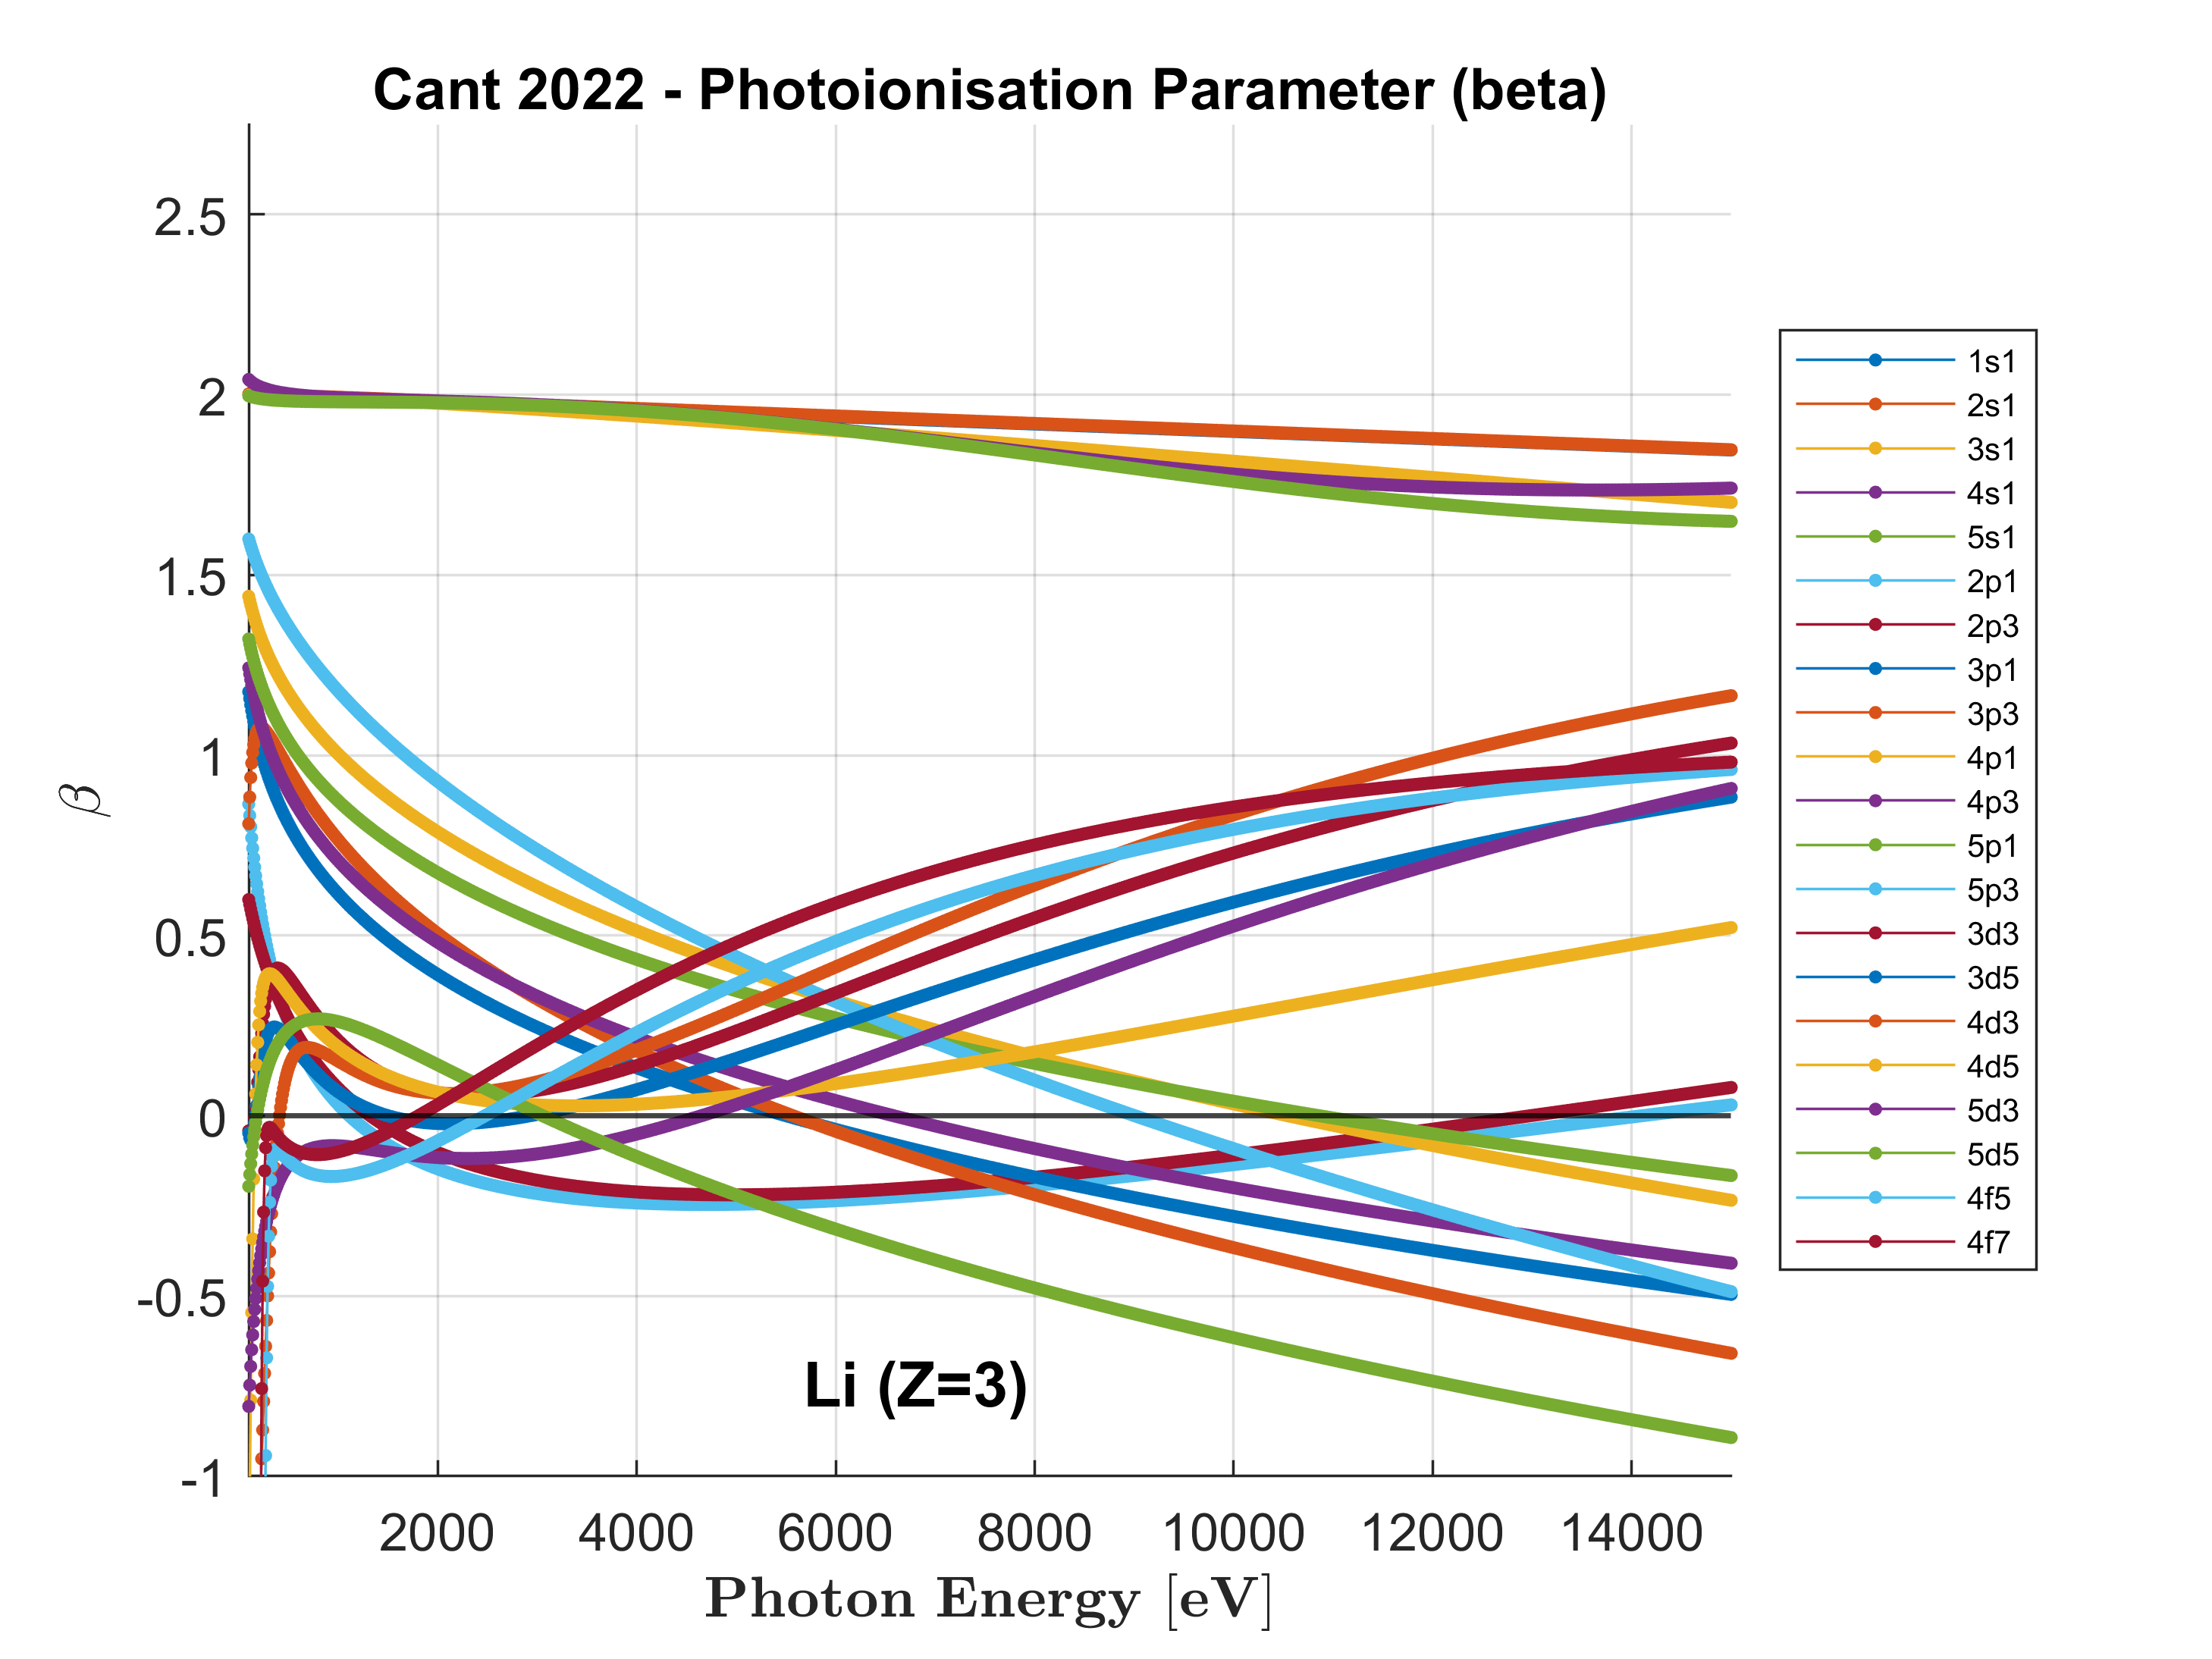 Cant 2022 - Photoionisation Parameter (beta)
2.5
2
1.5
1
0.5
0
-0.5
-1
β
2000 4000 6000 8000 10000 12000 14000
Photon Energy [eV]
Li (Z=3)
1s1
2s1
3s1
4s1
5s1
2p1
2p3
3p1
3p3
4p1
4p3
5p1
5p3
3d3
3d5
4d3
4d5
5d3
5d5
4f5
4f7